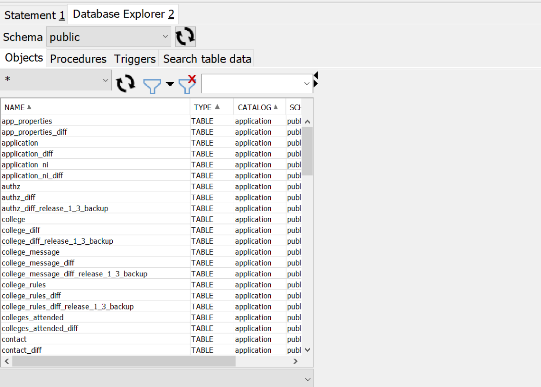 Statement 1 Database Explorer 2
Schema public
Objects Procedures Triggers Search table data
*
NAME TYPE CATALOG SCH
app_properties TABLE application publ
app_properties_diff TABLE application publ
application TABLE application publ
application_diff TABLE application publ
application_ni TABLE application publ
application_ni_diff TABLE application publ
authz TABLE application publ
authz_diff TABLE application publ
authz_diff_release_1_3_backup TABLE application publ
college TABLE application publ
college_diff TABLE application publ
college_diff_release_1_3_backup TABLE application publ
college_message TABLE application publ
college_message_diff TABLE application publ
college_message_diff_release_1_3_backup TABLE application publ
college_rules TABLE application publ
college_rules_diff TABLE application publ
college_rules_diff_release_1_3_backup TABLE application publ
colleges_attended TABLE application publ
colleges_attended_diff TABLE application publ
contact TABLE application publ
contact_diff TABLE application publ